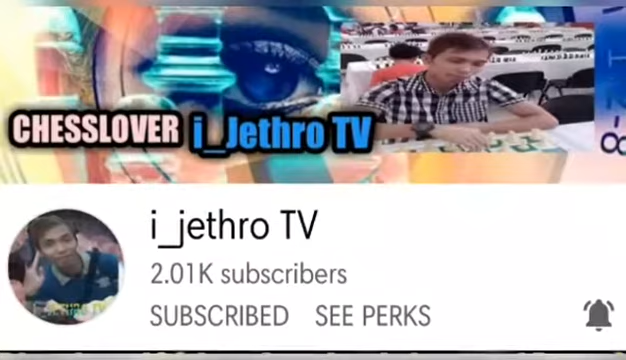 CHESSLOVER i_Jethro TV
i_jethro TV
2.01K subscribers
SUBSCRIBED SEE PERKS